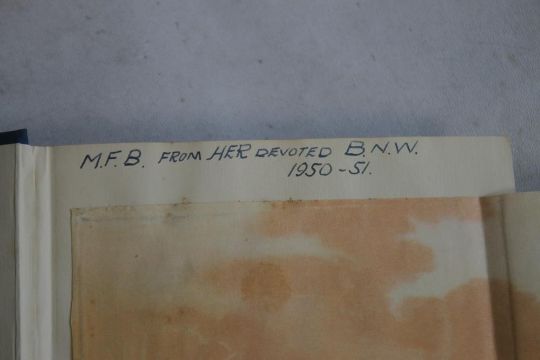 M.F.B. FROM HER DEVOTED B.N.W.
1950-51.